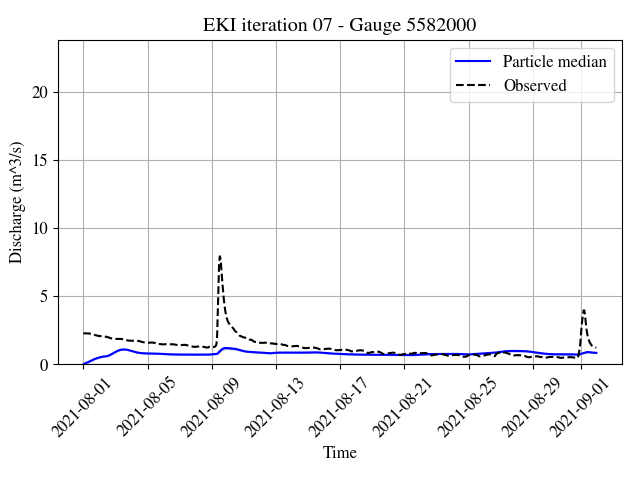 EKI iteration 07 - Gauge 5582000
Particle median
Observed
Discharge (m^3/s)
20
15
10
5
0
2021-08-01
2021-08-05
2021-08-09
2021-08-13
2021-08-17
2021-08-21
2021-08-25
2021-08-29
2021-09-01
Time